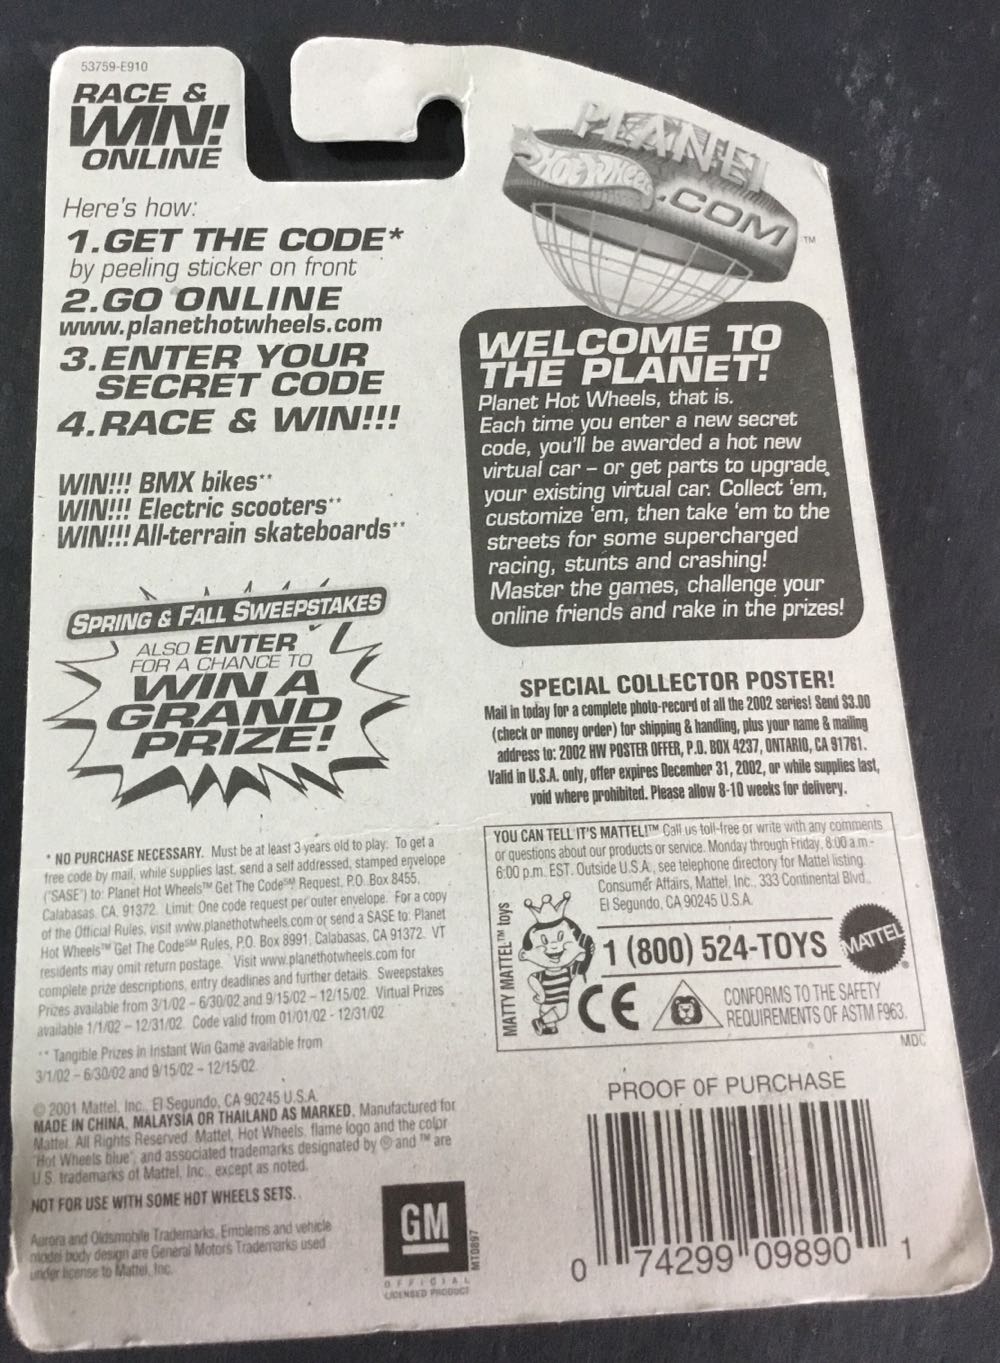 53759-E910
RACE &
WIN!
ONLINE
Here's how:
1.GET THE CODE*
by peeling sticker on front
2.GO ONLINE
www.planethotwheels.com
3.ENTER YOUR
SECRET CODE
4.RACE & WIN!!!
WIN!!! BMX bikes**
WIN!!! Electric scooters**
WIN!!! All-terrain skateboards**
SPRING & FALL SWEEPSTAKES
ALSO ENTER
FOR A CHANCE TO
WIN A
GRAND
PRIZE!
* NO PURCHASE NECESSARY. Must be at least 3 years old to play. To get a
free code by mail, while supplies last, send a self addressed, stamped envelope
("SASE") to: Planet Hot Wheels™ Get The Code℠ Request, P.O. Box 8455,
Calabasas, CA. 91372. Limit: One code request per outer envelope. For a copy
of the Official Rules, visit www.planethotwheels.com or send a SASE to: Planet
Hot Wheels™ Get The Code℠ Rules, P.O. Box 8991, Calabasas, CA 91372. VT
residents may omit return postage. Visit www.planethotwheels.com for
complete prize descriptions, entry deadlines and further details. Sweepstakes
Prizes available from 3/1/02 – 6/30/02 and 9/15/02 – 12/15/02. Virtual Prizes
available 1/1/02 – 12/31/02. Code valid from 01/01/02 - 12/31/02
** Tangible Prizes in Instant Win Game available from
3/1/02 – 6/30/02 and 9/15/02 – 12/15/02
© 2001 Mattel, Inc., El Segundo, CA 90245 U.S.A.
MADE IN CHINA, MALAYSIA OR THAILAND AS MARKED. Manufactured for
Mattel. All Rights Reserved. Mattel, Hot Wheels, flame logo and the color
"Hot Wheels blue", and associated trademarks designated by ® and ™ are
U.S. trademarks of Mattel, Inc., except as noted.
NOT FOR USE WITH SOME HOT WHEELS SETS.
Aurora and Oldsmobile Trademarks, Emblems and vehicle
model body design are General Motors Trademarks used
under license to Mattel, Inc.
GM
OFFICIAL
LICENSED PRODUCT
MT0897
PLANET
HOT WHEELS
.COM
TM
WELCOME TO
THE PLANET!
Planet Hot Wheels, that is.
Each time you enter a new secret
code, you'll be awarded a hot new
virtual car – or get parts to upgrade
your existing virtual car. Collect 'em,
customize 'em, then take 'em to the
streets for some supercharged
racing, stunts and crashing!
Master the games, challenge your
online friends and rake in the prizes!
SPECIAL COLLECTOR POSTER!
Mail in today for a complete photo-record of all the 2002 series! Send $3.00
(check or money order) for shipping & handling, plus your name & mailing
address to: 2002 HW POSTER OFFER, P.O. BOX 4237, ONTARIO, CA 91761.
Valid in U.S.A. only, offer expires December 31, 2002, or while supplies last,
void where prohibited. Please allow 8-10 weeks for delivery.
YOU CAN TELL IT'S MATTEL!™ Call us toll-free or write with any comments
or questions about our products or service. Monday through Friday, 8:00 a.m.-
6:00 p.m. EST. Outside U.S.A., see telephone directory for Mattel listing.
Consumer Affairs, Mattel, Inc., 333 Continental Blvd.,
El Segundo, CA 90245 U.S.A.
MATTY MATTEL™ toys
1 (800) 524-TOYS
MATTEL
®
CE
CONFORMS TO THE SAFETY
REQUIREMENTS OF ASTM F963.
MDC
PROOF OF PURCHASE
0 74299 09890 1